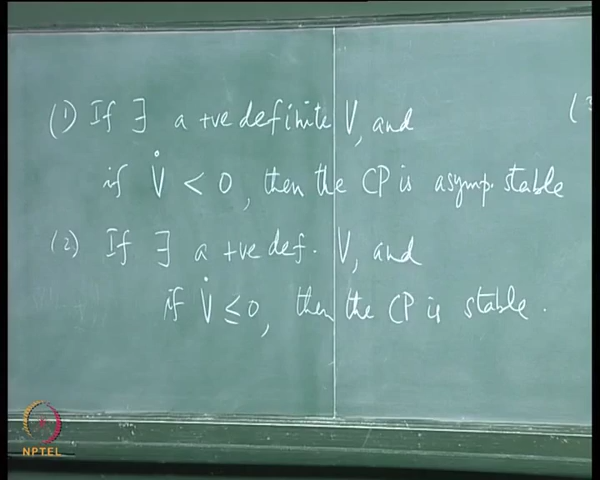 (1) If ∃ a +ve definite V, and
if V̇ < 0, then the CP is asymp. stable
(2) If ∃ a +ve def. V, and
if V̇ ≤ 0, then the CP is stable.
(3
NPTEL